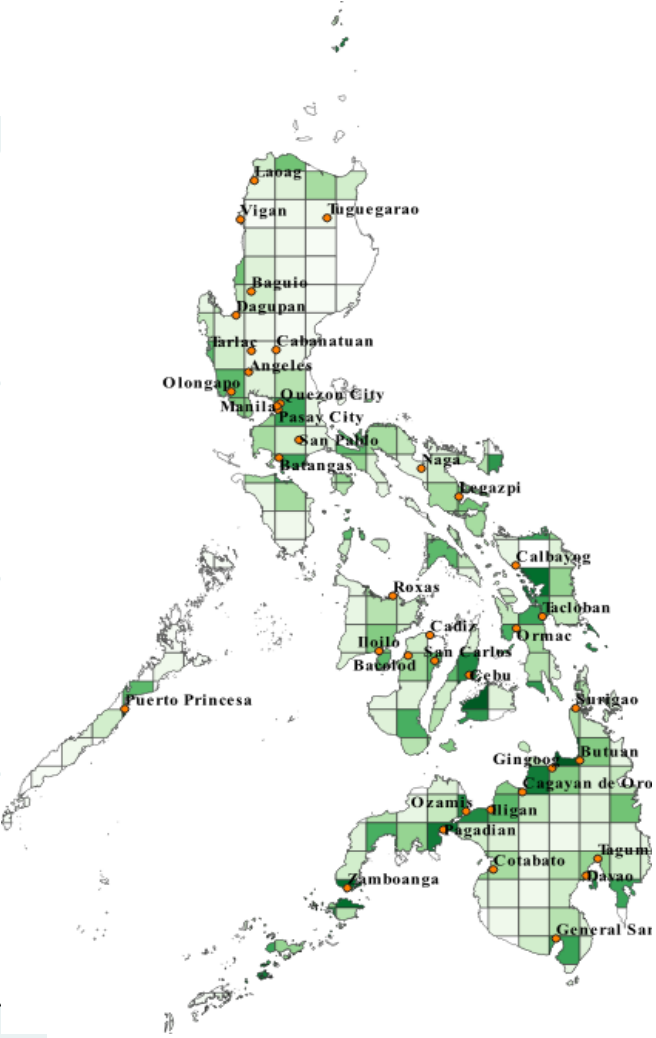 Laoag
Vigan
Tuguegarao
Baguio
Dagupan
Tarlac
Cabanatuan
Angeles
Olongapo
Quezon City
Manila
Pasay City
San Pablo
Batangas
Naga
Legazpi
Calbayog
Roxas
Tacloban
Cadiz
Ormac
Iloilo
San Carlos
Bacolod
Cebu
Puerto Princesa
Surigao
Butuan
Gingoog
Cagayan de Oro
Ozamis
Iligan
Pagadian
Tagum
Cotabato
Davao
Zamboanga
General San